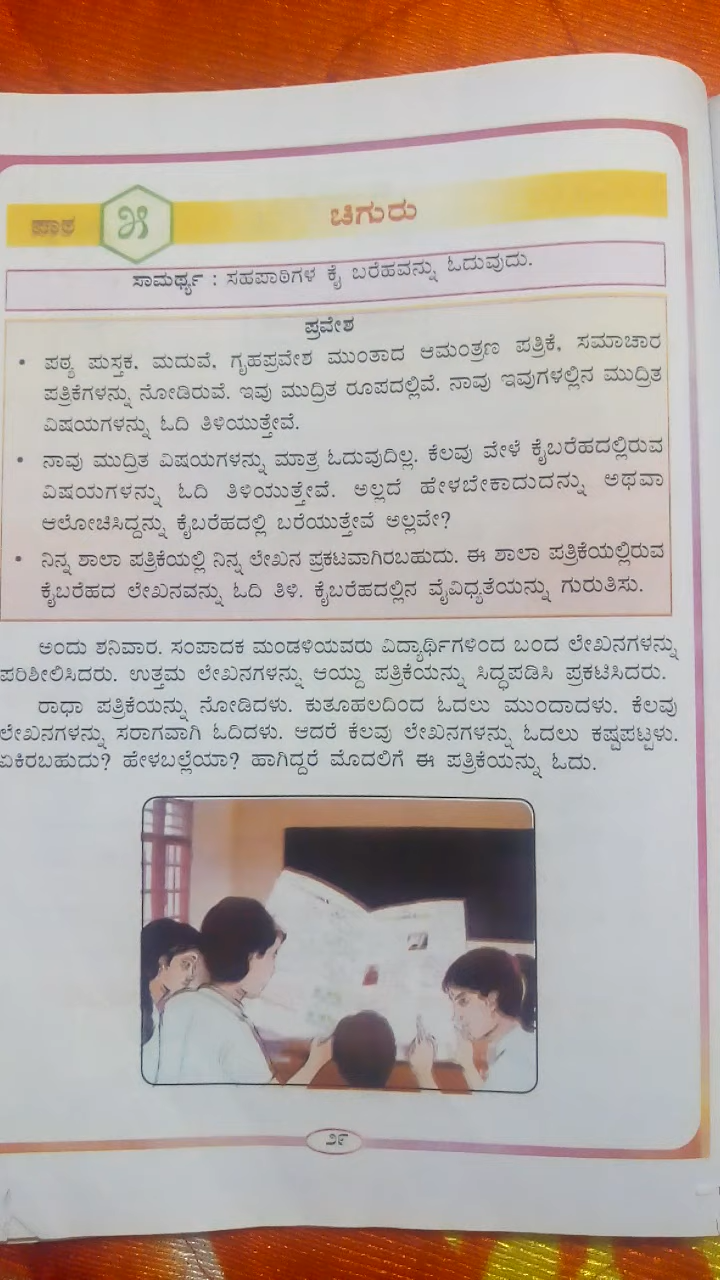 ಪಾಠ ೫ ಚಿಗುರು
ಸಾಮರ್ಥ್ಯ : ಸಹಪಾಠಿಗಳ ಕೈ ಬರೆಹವನ್ನು ಓದುವುದು.
ಪ್ರವೇಶ
• ಪಠ್ಯ ಪುಸ್ತಕ, ಮದುವೆ, ಗೃಹಪ್ರವೇಶ ಮುಂತಾದ ಆಮಂತ್ರಣ ಪತ್ರಿಕೆ, ಸಮಾಚಾರ
ಪತ್ರಿಕೆಗಳನ್ನು ನೋಡಿರುವೆ. ಇವು ಮುದ್ರಿತ ರೂಪದಲ್ಲಿವೆ. ನಾವು ಇವುಗಳಲ್ಲಿನ ಮುದ್ರಿತ
ವಿಷಯಗಳನ್ನು ಓದಿ ತಿಳಿಯುತ್ತೇವೆ.
• ನಾವು ಮುದ್ರಿತ ವಿಷಯಗಳನ್ನು ಮಾತ್ರ ಓದುವುದಿಲ್ಲ. ಕೆಲವು ವೇಳೆ ಕೈಬರೆಹದಲ್ಲಿರುವ
ವಿಷಯಗಳನ್ನು ಓದಿ ತಿಳಿಯುತ್ತೇವೆ. ಅಲ್ಲದೆ ಹೇಳಬೇಕಾದುದನ್ನು ಅಥವಾ
ಆಲೋಚಿಸಿದ್ದನ್ನು ಕೈಬರೆಹದಲ್ಲಿ ಬರೆಯುತ್ತೇವೆ ಅಲ್ಲವೇ?
• ನಿನ್ನ ಶಾಲಾ ಪತ್ರಿಕೆಯಲ್ಲಿ ನಿನ್ನ ಲೇಖನ ಪ್ರಕಟವಾಗಿರಬಹುದು. ಈ ಶಾಲಾ ಪತ್ರಿಕೆಯಲ್ಲಿರುವ
ಕೈಬರೆಹದ ಲೇಖನವನ್ನು ಓದಿ ತಿಳಿ. ಕೈಬರೆಹದಲ್ಲಿನ ವೈವಿಧ್ಯತೆಯನ್ನು ಗುರುತಿಸು.
ಅಂದು ಶನಿವಾರ. ಸಂಪಾದಕ ಮಂಡಳಿಯವರು ವಿದ್ಯಾರ್ಥಿಗಳಿಂದ ಬಂದ ಲೇಖನಗಳನ್ನು
ಪರಿಶೀಲಿಸಿದರು. ಉತ್ತಮ ಲೇಖನಗಳನ್ನು ಆಯ್ದು ಪತ್ರಿಕೆಯನ್ನು ಸಿದ್ಧಪಡಿಸಿ ಪ್ರಕಟಿಸಿದರು.
ರಾಧಾ ಪತ್ರಿಕೆಯನ್ನು ನೋಡಿದಳು. ಕುತೂಹಲದಿಂದ ಓದಲು ಮುಂದಾದಳು. ಕೆಲವು
ಲೇಖನಗಳನ್ನು ಸರಾಗವಾಗಿ ಓದಿದಳು. ಆದರೆ ಕೆಲವು ಲೇಖನಗಳನ್ನು ಓದಲು ಕಷ್ಟಪಟ್ಟಳು.
ಏಕಿರಬಹುದು? ಹೇಳಬಲ್ಲೆಯಾ? ಹಾಗಿದ್ದರೆ ಮೊದಲಿಗೆ ಈ ಪತ್ರಿಕೆಯನ್ನು ಓದು.
೨೯